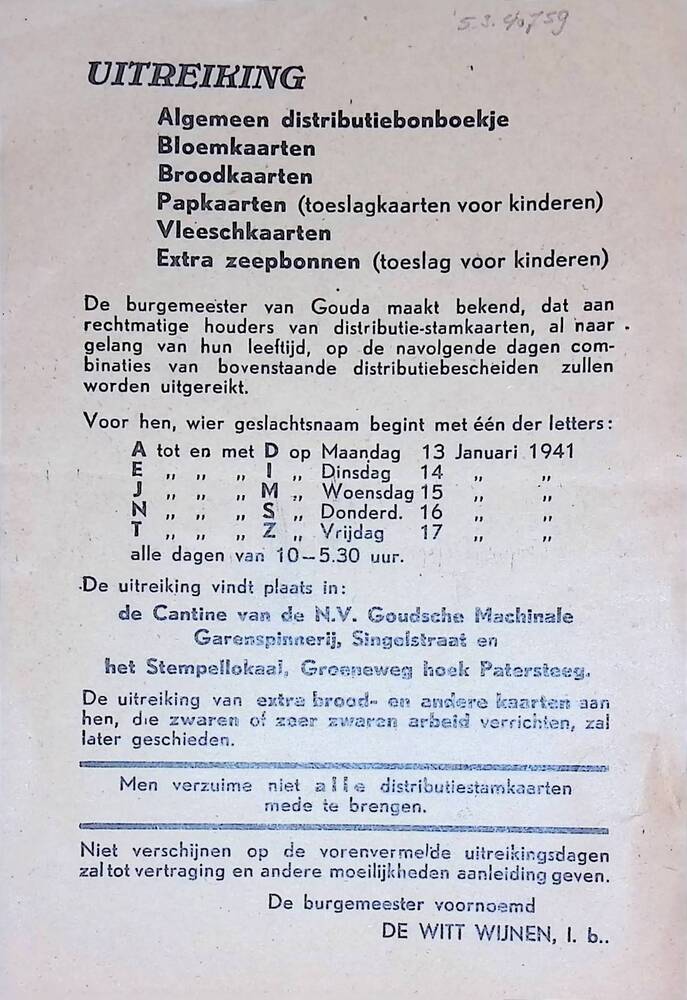 UITREIKING
Algemeen distributiebonboekje
Bloemkaarten
Broodkaarten
Papkaarten (toeslagkaarten voor kinderen)
Vleeschkaarten
Extra zeepbonnen (toeslag voor kinderen)
De burgemeester van Gouda maakt bekend, dat aan
rechtmatige houders van distributie-stamkaarten, al naar
gelang van hun leeftijd, op de navolgende dagen com-
binaties van bovenstaande distributiebescheiden zullen
worden uitgereikt.
Voor hen, wier geslachtsnaam begint met één der letters:
A tot en met D op Maandag 13 Januari 1941
E „ „ „ I „ Dinsdag 14 „ „
J „ „ „ M „ Woensdag 15 „ „
N „ „ „ S „ Donderd. 16 „ „
T „ „ „ Z „ Vrijdag 17 „ „
alle dagen van 10–5.30 uur.
De uitreiking vindt plaats in:
de Cantine van de N.V. Goudsche Machinale
Garenspinnerij, Singelstraat en
het Stempellokaal, Groeneweg hoek Patersteeg.
De uitreiking van extra brood- en andere kaarten aan
hen, die zwaren of zeer zwaren arbeid verrichten, zal
later geschieden.
Men verzuime niet alle distributiestamkaarten
mede te brengen.
Niet verschijnen op de vorenvermelde uitreikingsdagen
zal tot vertraging en andere moeilijkheden aanleiding geven.
De burgemeester voornoemd
DE WITT WIJNEN, l. b..